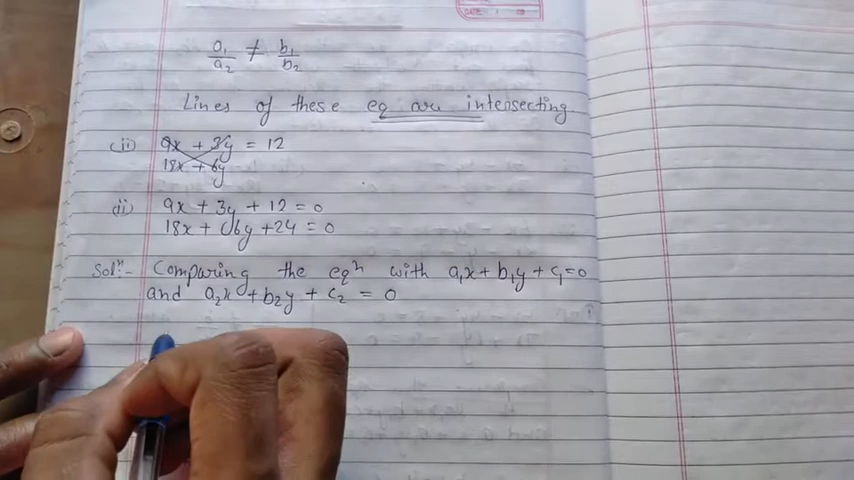 a₁/a₂ ≠ b₁/b₂
Lines of these eq are intersecting
(ii) 9x + 3y = 12
18x + 6y
(ii) 9x + 3y + 12 = 0
18x + 6y + 24 = 0
Solⁿ:- Comparing the eqⁿ with a₁x + b₁y + c₁ = 0
and a₂x + b₂y + c₂ = 0
DATE